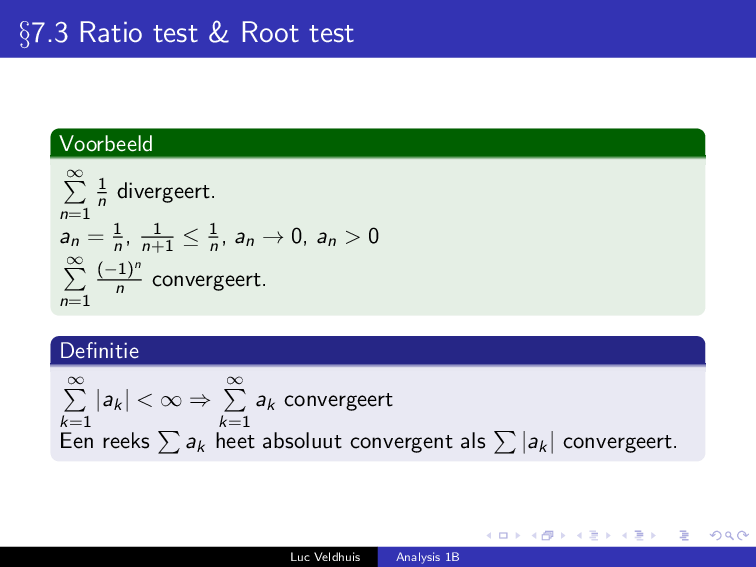 §7.3 Ratio test & Root test
Voorbeeld
$\sum_{n=1}^{\infty} \frac{1}{n}$ divergeert.
$a_n = \frac{1}{n}$, $\frac{1}{n+1} \leq \frac{1}{n}$, $a_n \to 0$, $a_n > 0$
$\sum_{n=1}^{\infty} \frac{(-1)^n}{n}$ convergeert.
Definitie
$\sum_{k=1}^{\infty} |a_k| < \infty \Rightarrow \sum_{k=1}^{\infty} a_k$ convergeert
Een reeks $\sum a_k$ heet absoluut convergent als $\sum |a_k|$ convergeert.
Luc Veldhuis Analysis 1B